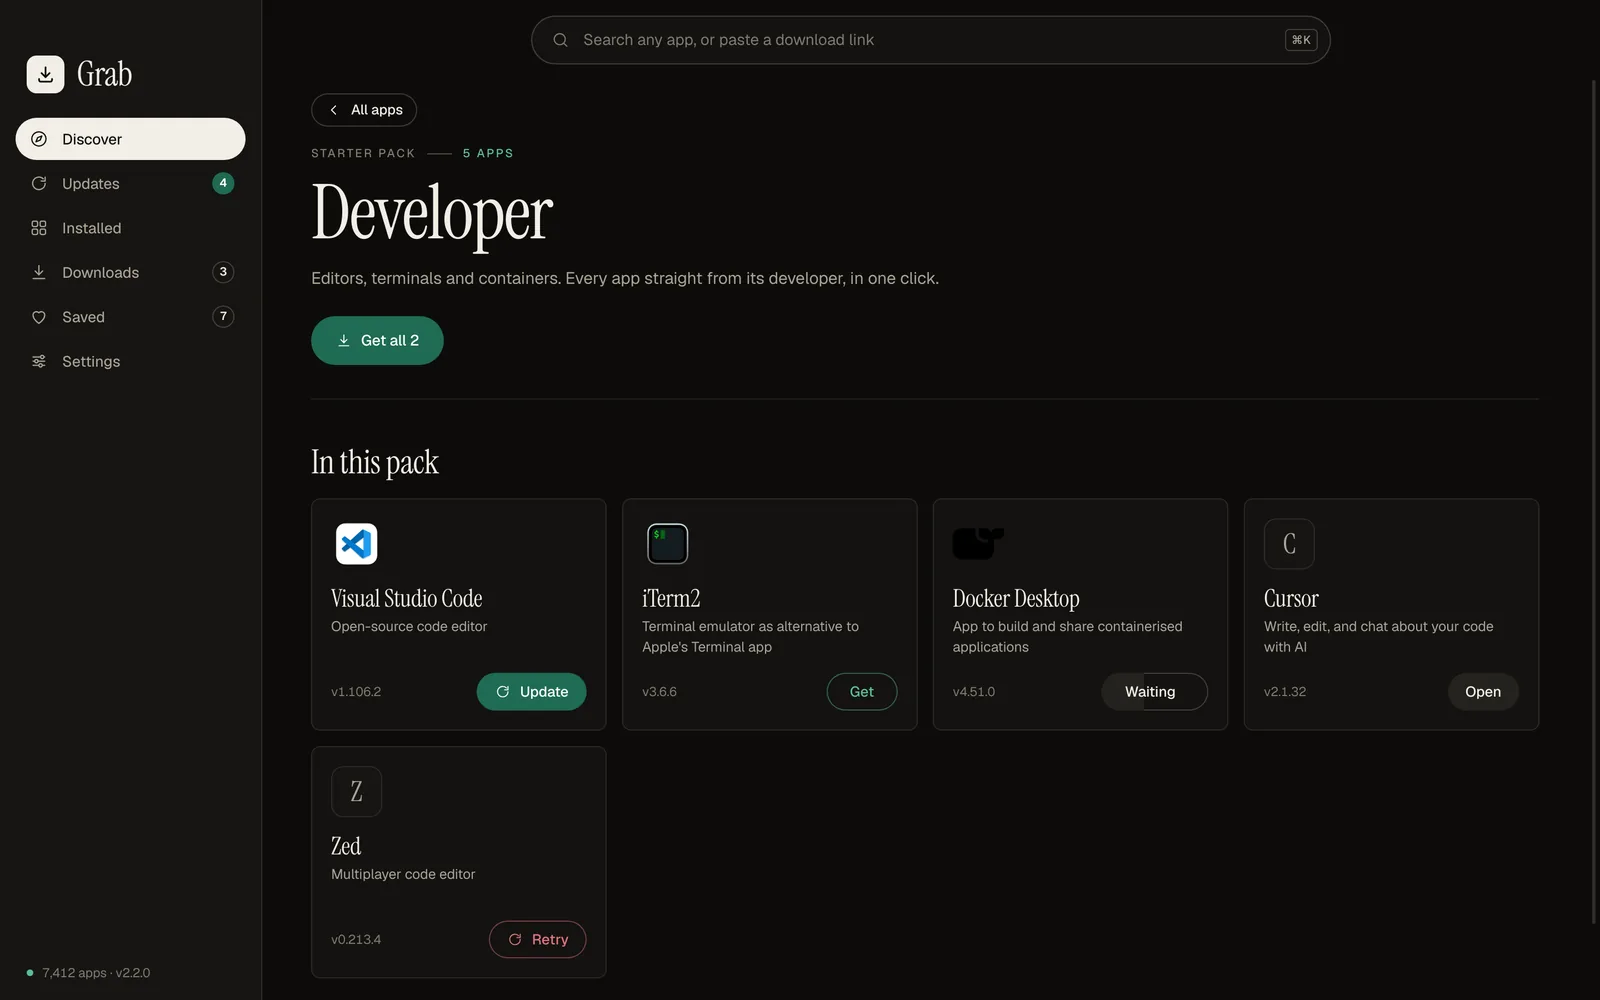 Grab
Discover
Updates
4
Installed
Downloads
3
Saved
7
Settings
7,412 apps · v2.2.0
Search any app, or paste a download link
⌘K
All apps
STARTER PACK
5 APPS
Developer
Editors, terminals and containers. Every app straight from its developer, in one click.
Get all 2
In this pack
Visual Studio Code
Open-source code editor
v1.106.2
Update
$
iTerm2
Terminal emulator as alternative to
Apple's Terminal app
v3.6.6
Get
Docker Desktop
App to build and share containerised
applications
v4.51.0
Waiting
C
Cursor
Write, edit, and chat about your code
with AI
v2.1.32
Open
Z
Zed
Multiplayer code editor
v0.213.4
Retry